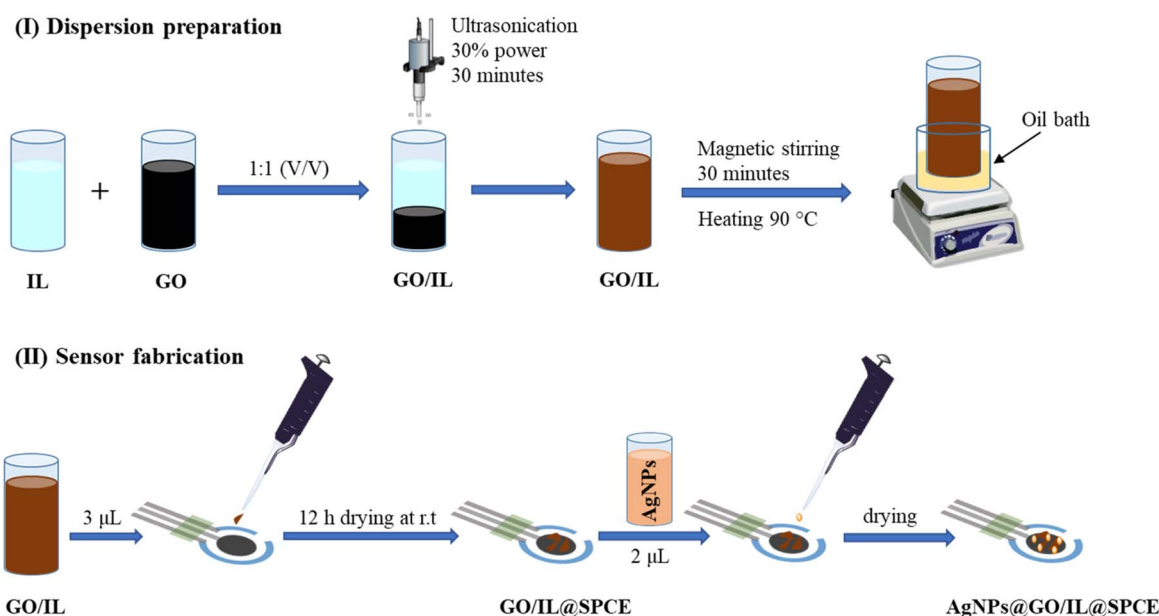 (I) Dispersion preparation
Ultrasonication
30% power
30 minutes
IL
+
GO
1:1 (V/V)
GO/IL
GO/IL
Magnetic stirring
30 minutes
Heating 90 °C
Oil bath
(II) Sensor fabrication
GO/IL
3 μL
12 h drying at r.t
GO/IL@SPCE
AgNPs
2 μL
drying
AgNPs@GO/IL@SPCE